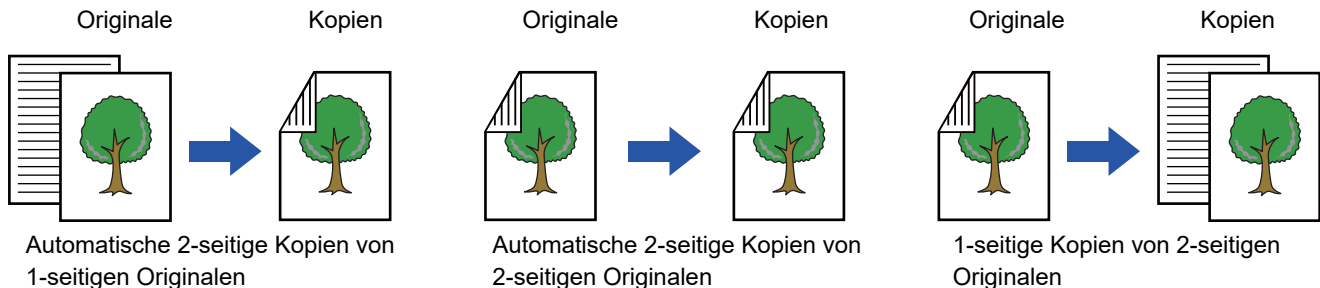 Originale
Kopien
Originale
Kopien
Originale
Kopien
Automatische 2-seitige Kopien von
1-seitigen Originalen
Automatische 2-seitige Kopien von
2-seitigen Originalen
1-seitige Kopien von 2-seitigen
Originalen